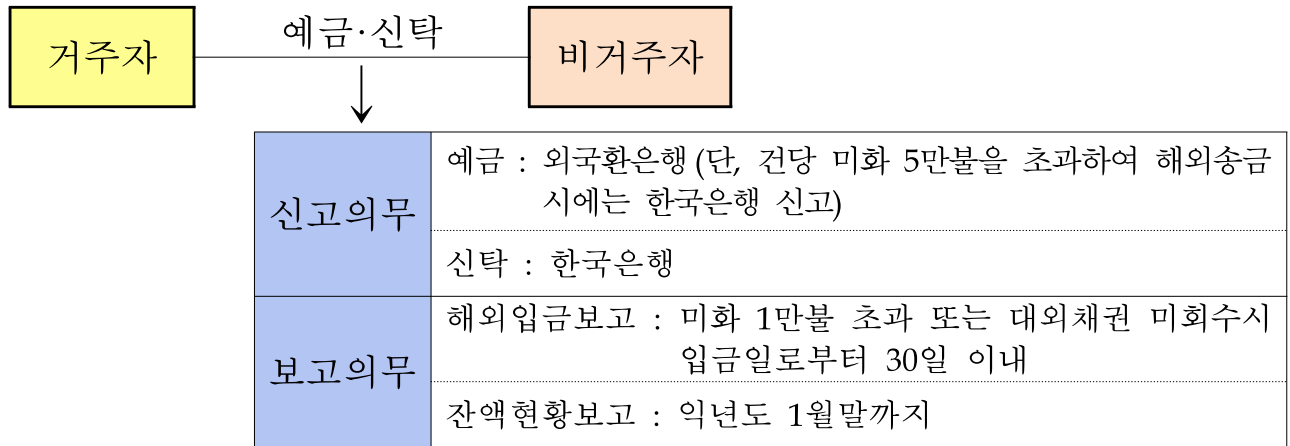 예금·신탁
거주자
비거주자
신고의무
예금 : 외국환은행(단, 건당 미화 5만불을 초과하여 해외송금
시에는 한국은행 신고)
신탁 : 한국은행
보고의무
해외입금보고 : 미화 1만불 초과 또는 대외채권 미회수시
입금일로부터 30일 이내
잔액현황보고 : 익년도 1월말까지